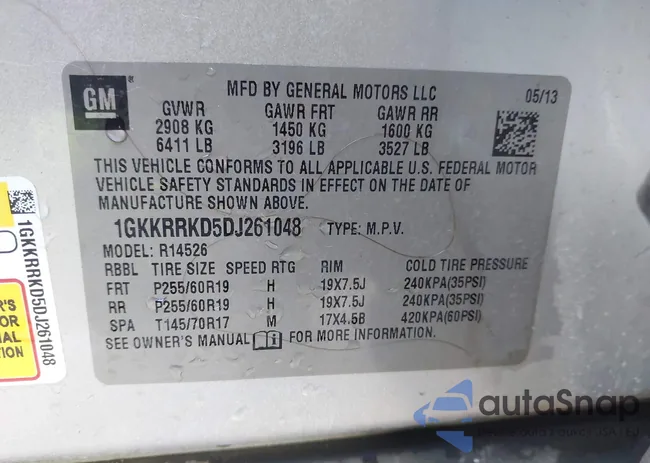 GM ® MFD BY GENERAL MOTORS LLC 05/13
GVWR GAWR FRT GAWR RR
2908 KG 1450 KG 1600 KG
6411 LB 3196 LB 3527 LB
THIS VEHICLE CONFORMS TO ALL APPLICABLE U.S. FEDERAL MOTOR
VEHICLE SAFETY STANDARDS IN EFFECT ON THE DATE OF
MANUFACTURE SHOWN ABOVE.
1GKKRRKD5DJ261048 TYPE: M.P.V.
MODEL: R14526
RBBL TIRE SIZE SPEED RTG RIM COLD TIRE PRESSURE
FRT P255/60R19 H 19X7.5J 240KPA(35PSI)
RR P255/60R19 H 19X7.5J 240KPA(35PSI)
SPA T145/70R17 M 17X4.5B 420KPA(60PSI)
SEE OWNER'S MANUAL FOR MORE INFORMATION.
1GKKRRKD5DJ261048
R'S
OR
TION
autaSnap